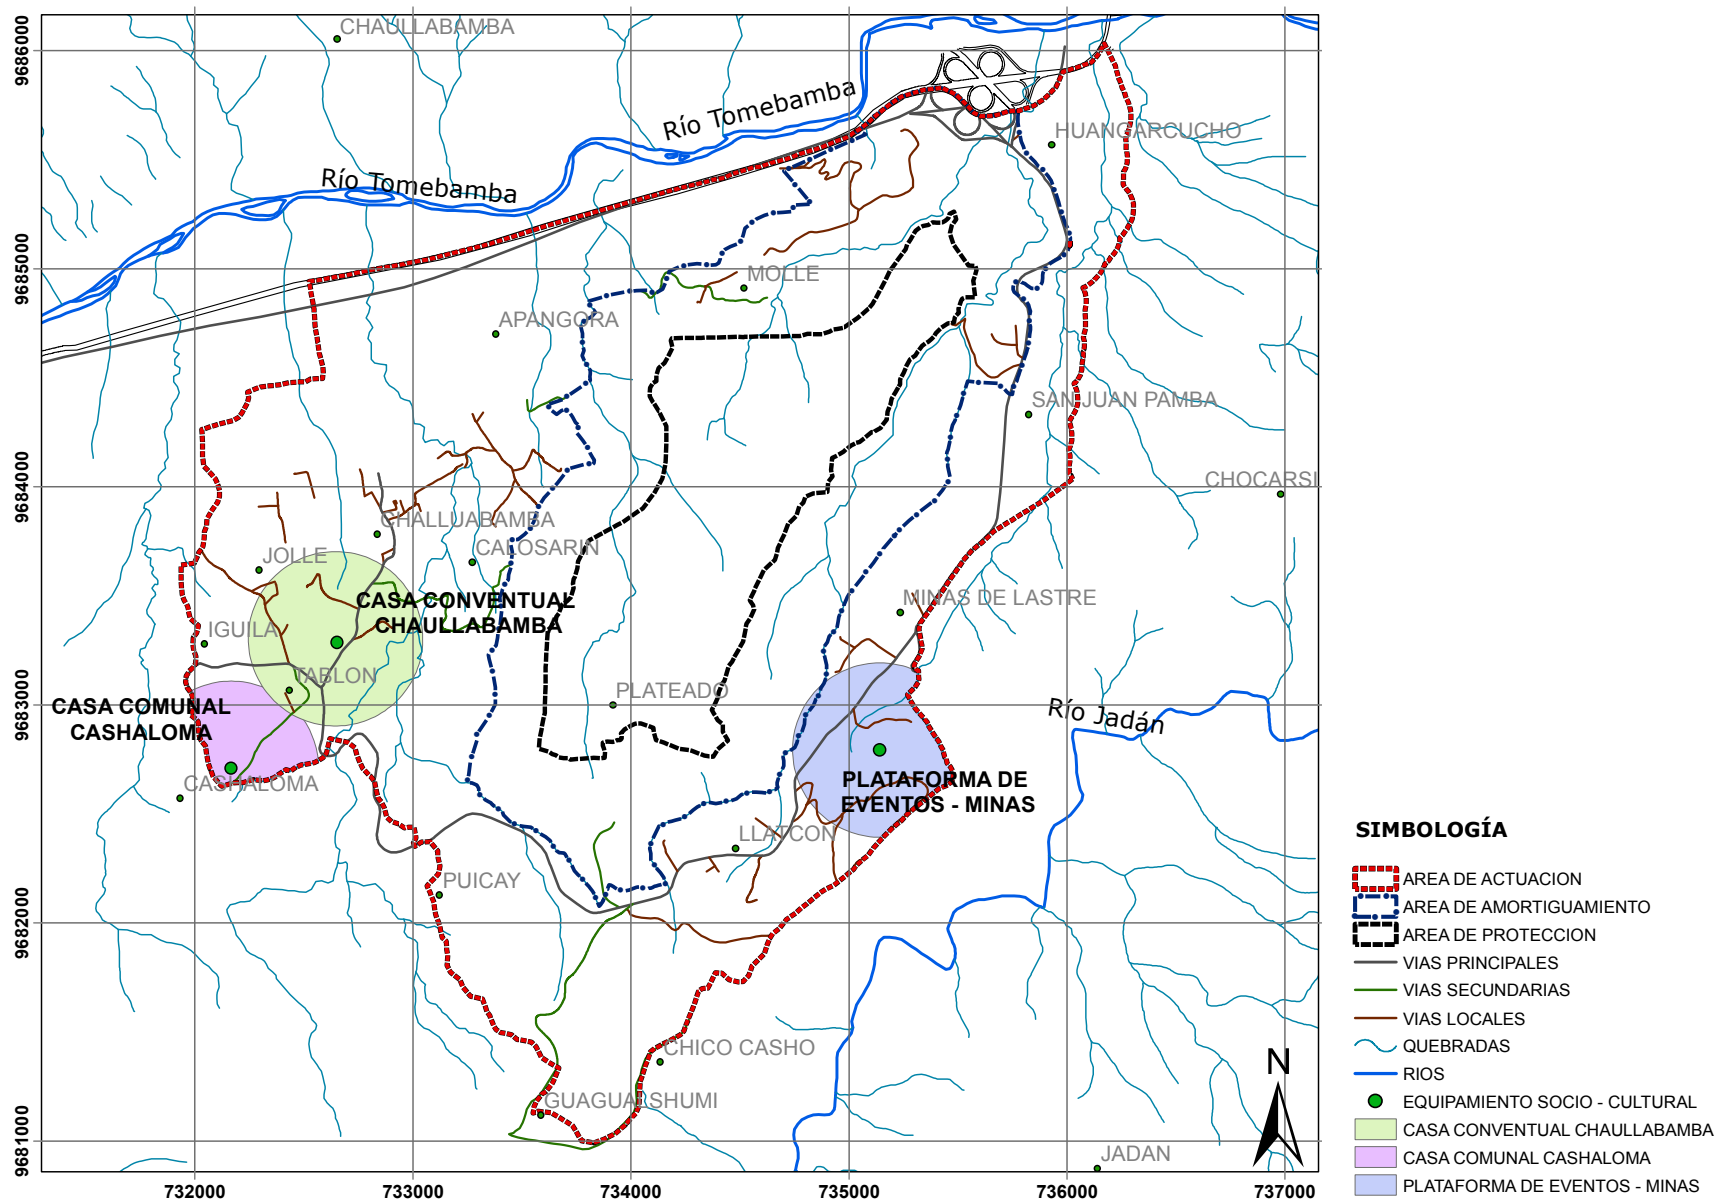 CHAULLABAMBA
9686000
Río Tomebamba
HUANGARCUCHO
Río Tomebamba
9685000
MOLLE
APANGORA
SAN JUAN PAMBA
9684000
CHOCARSI
CHALLUABAMBA
JOLLE
CALOSARIN
CASA CONVENTUAL
CHAULLABAMBA
MINAS DE LASTRE
IGUILA
TABLON
9683000
PLATEADO
CASA COMUNAL
CASHALOMA
Río Jadán
CASHALOMA
PLATAFORMA DE
EVENTOS - MINAS
LLATCON
PUICAY
9682000
CHICO CASHO
GUAGUALSHUMI
9681000
JADAN
732000
733000
734000
735000
736000
737000
SIMBOLOGÍA
AREA DE ACTUACION
AREA DE AMORTIGUAMIENTO
AREA DE PROTECCION
VIAS PRINCIPALES
VIAS SECUNDARIAS
VIAS LOCALES
QUEBRADAS
RIOS
EQUIPAMIENTO SOCIO - CULTURAL
CASA CONVENTUAL CHAULLABAMBA
CASA COMUNAL CASHALOMA
PLATAFORMA DE EVENTOS - MINAS
N